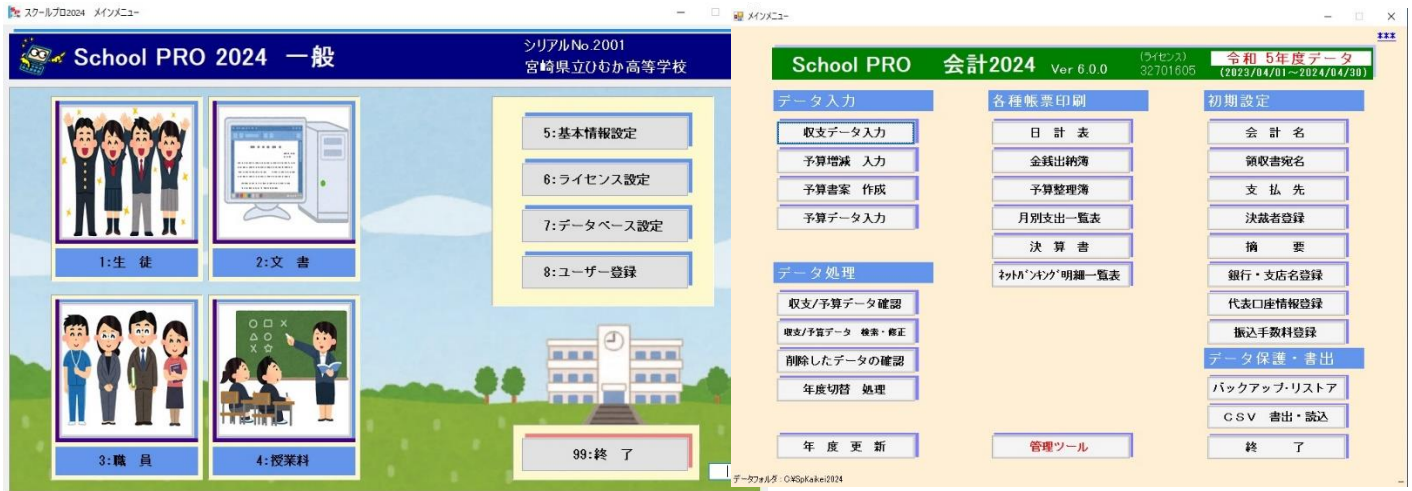 スクールプロ2024 メインメニュー
School PRO 2024 一般
シリアルNo.2001
宮崎県立ひむか高等学校
1:生 徒
2:文 書
3:職 員
4:授業料
5:基本情報設定
6:ライセンス設定
7:データベース設定
8:ユーザー登録
99:終 了
メインメニュー
***
School PRO 会計2024 Ver 6.0.0
(ライセンス)
32701605
令和 5年度データ
(2023/04/01～2024/04/30)
データ入力
収支データ入力
予算増減 入力
予算書案 作成
予算データ入力
データ処理
収支/予算データ確認
収支/予算データ 検索・修正
削除したデータの確認
年度切替 処理
年 度 更 新
各種帳票印刷
日 計 表
金銭出納簿
予算整理簿
月別支出一覧表
決 算 書
ﾈｯﾄﾊﾞﾝｷﾝｸﾞ明細一覧表
管理ツール
初期設定
会 計 名
領収書宛名
支 払 先
決裁者登録
摘 要
銀行・支店名登録
代表口座情報登録
振込手数料登録
データ保護・書出
バックアップ・リストア
CSV 書出・読込
終 了
データフォルダ : C:¥SpKaikei2024